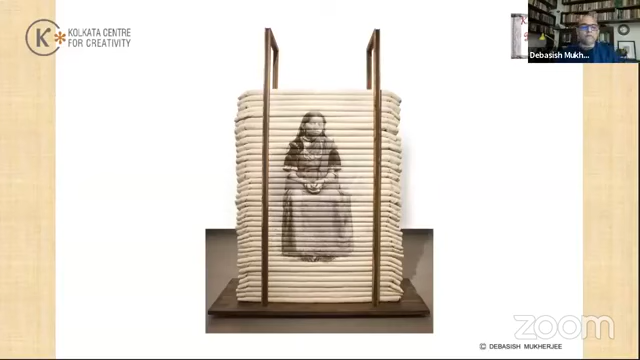 K*
KOLKATA CENTRE
FOR CREATIVITY
Debasish Mukh...
zoom
© DEBASISH MUKHERJEE